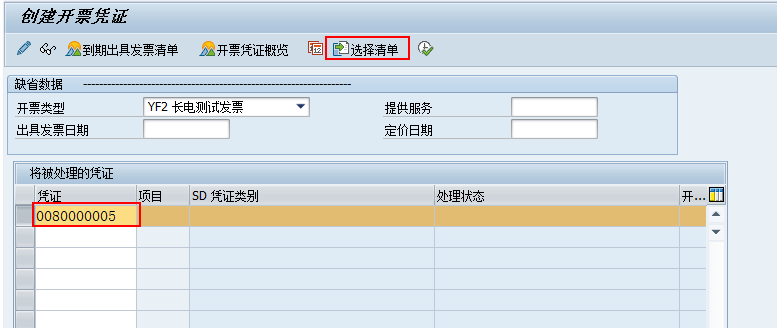 创建开票凭证
到期出具发票清单 开票凭证概览 选择清单
缺省数据
开票类型 YF2 长电测试发票 提供服务
出具发票日期 定价日期
将被处理的凭证
凭证 项目 SD 凭证类别 处理状态 开...
0080000005